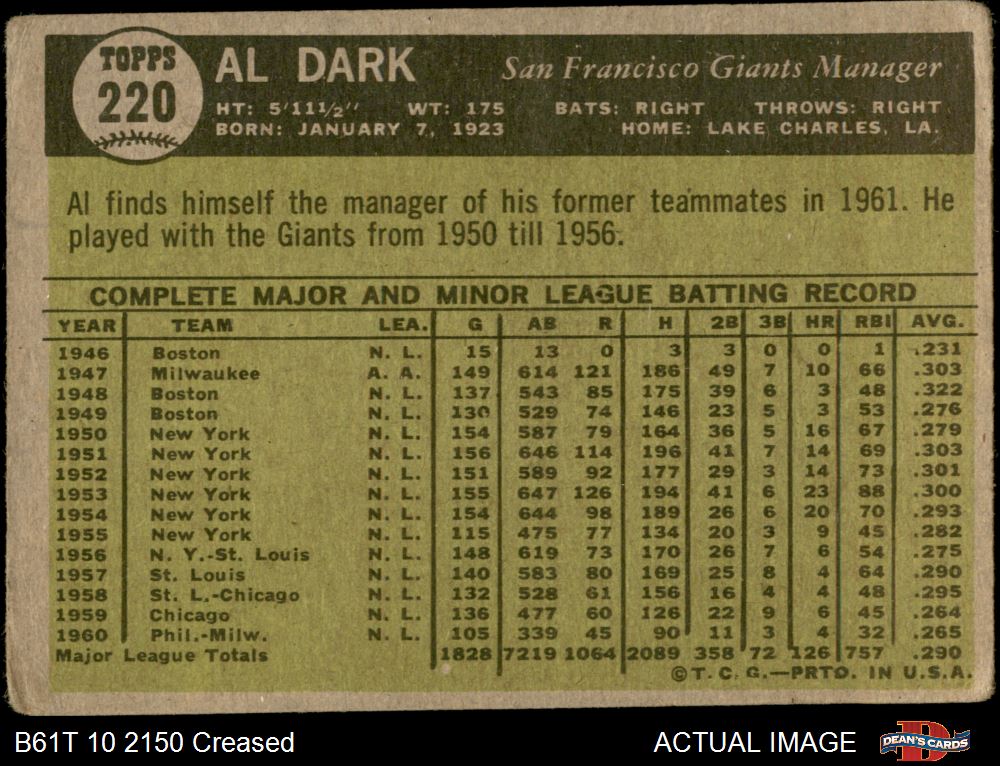 TOPPS
220
AL DARK San Francisco Giants Manager
HT: 5'11½" WT: 175 BATS: RIGHT THROWS: RIGHT
BORN: JANUARY 7, 1923 HOME: LAKE CHARLES, LA.
Al finds himself the manager of his former teammates in 1961. He
played with the Giants from 1950 till 1956.
COMPLETE MAJOR AND MINOR LEAGUE BATTING RECORD
YEAR TEAM LEA. G AB R H 2B 3B HR RBI AVG.
1946 Boston N. L. 15 13 0 3 3 0 0 1 .231
1947 Milwaukee A. A. 149 614 121 186 49 7 10 66 .303
1948 Boston N. L. 137 543 85 175 39 6 3 48 .322
1949 Boston N. L. 130 529 74 146 23 5 3 53 .276
1950 New York N. L. 154 587 79 164 36 5 16 67 .279
1951 New York N. L. 156 646 114 196 41 7 14 69 .303
1952 New York N. L. 151 589 92 177 29 3 14 73 .301
1953 New York N. L. 155 647 126 194 41 6 23 88 .300
1954 New York N. L. 154 644 98 189 26 6 20 70 .293
1955 New York N. L. 115 475 77 134 20 3 9 45 .282
1956 N. Y.-St. Louis N. L. 148 619 73 170 26 7 6 54 .275
1957 St. Louis N. L. 140 583 80 169 25 8 4 64 .290
1958 St. L.-Chicago N. L. 132 528 61 156 16 4 4 48 .295
1959 Chicago N. L. 136 477 60 126 22 9 6 45 .264
1960 Phil.-Milw. N. L. 105 339 45 90 11 3 4 32 .265
Major League Totals 1828 7219 1064 2089 358 72 126 757 .290
©T. C. G.—PRTD. IN U.S.A.
B61T 10 2150 Creased ACTUAL IMAGE DEAN'S CARDS